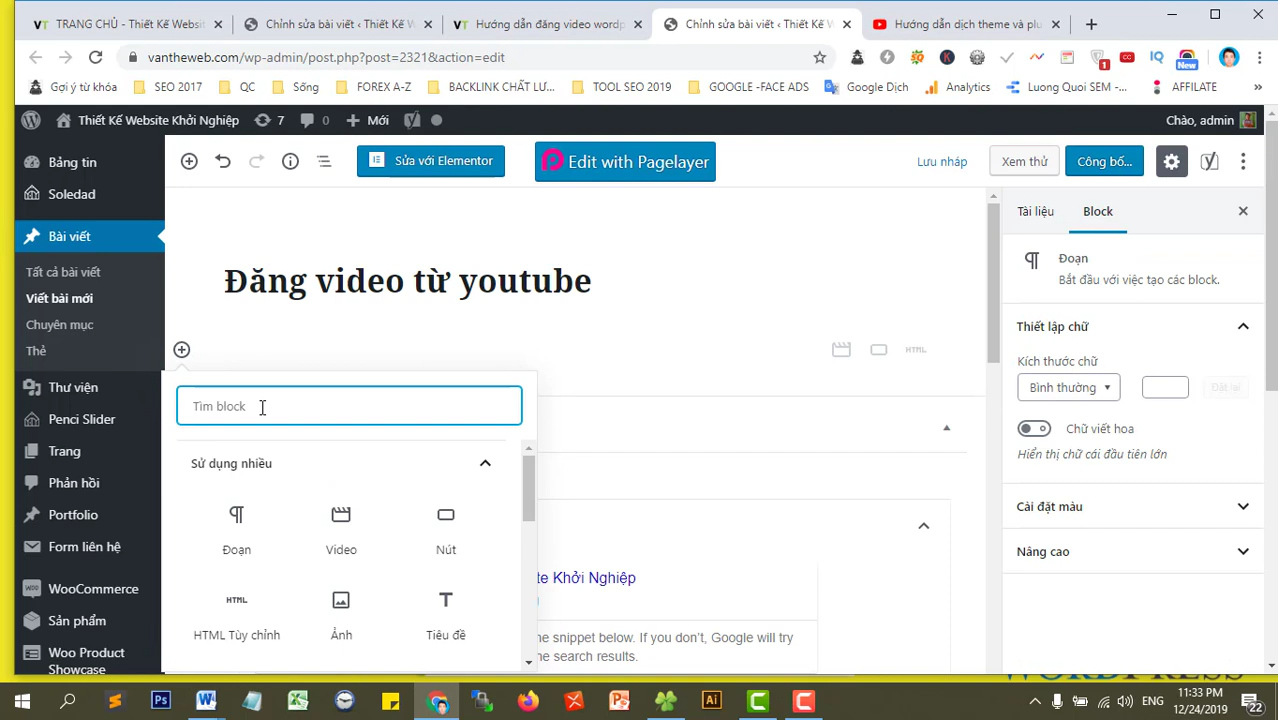 TRANG CHỦ - Thiết Kế Website
Chỉnh sửa bài viết ‹ Thiết Kế W
Hướng dẫn đăng video wordp
Chỉnh sửa bài viết ‹ Thiết Kế W
Hướng dẫn dịch theme và plu
vantheweb.com/wp-admin/post.php?post=2321&action=edit
1
New
Gợi ý từ khóa
SEO 2017
QC
Sống
FOREX A-Z
BACKLINK CHẤT LƯ...
TOOL SEO 2019
GOOGLE -FACE ADS
Google Dịch
Analytics
Luong Quoi SEM -...
AFFILIATE
Thiết Kế Website Khởi Nghiệp
7
0
Mới
Chào, admin
Bảng tin
Soledad
Bài viết
Tất cả bài viết
Viết bài mới
Chuyên mục
Thẻ
Thư viện
Penci Slider
Trang
Phản hồi
Portfolio
Form liên hệ
WooCommerce
Sản phẩm
Woo Product
Showcase
Sửa với Elementor
Edit with Pagelayer
Lưu nháp
Xem thử
Công bố...
Đăng video từ youtube
HTML
Tìm block
Sử dụng nhiều
Đoạn
Video
Nút
HTML
HTML Tùy chỉnh
Ảnh
Tiêu đề
te Khởi Nghiệp
he snippet below. If you don't, Google will try
he search results.
Tài liệu
Block
Đoạn
Bắt đầu với việc tạo các block.
Thiết lập chữ
Kích thước chữ
Bình thường
Đặt lại
Chữ viết hoa
Hiển thị chữ cái đầu tiên lớn
Cài đặt màu
Nâng cao
ENG
11:33 PM
12/24/2019
22